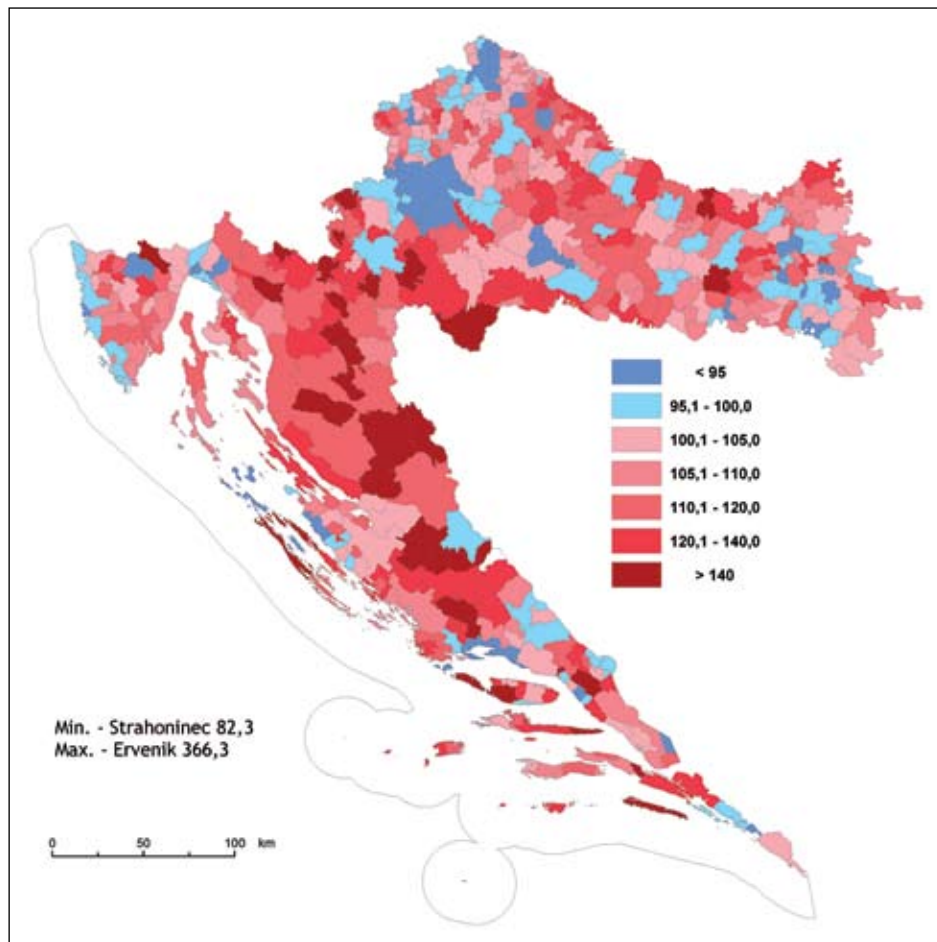 < 95
95,1 - 100,0
100,1 - 105,0
105,1 - 110,0
110,1 - 120,0
120,1 - 140,0
> 140
Min. - Strahoninec 82,3
Max. - Ervenik 366,3
0 50 100 km